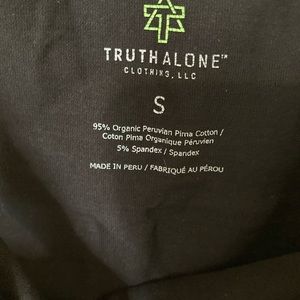 TRUTHALONE™
CLOTHING, LLC
S
95% Organic Peruvian Pima Cotton /
Coton Pima Organique Péruvien
5% Spandex / Spandex
MADE IN PERU / FABRIQUÉ AU PÉROU